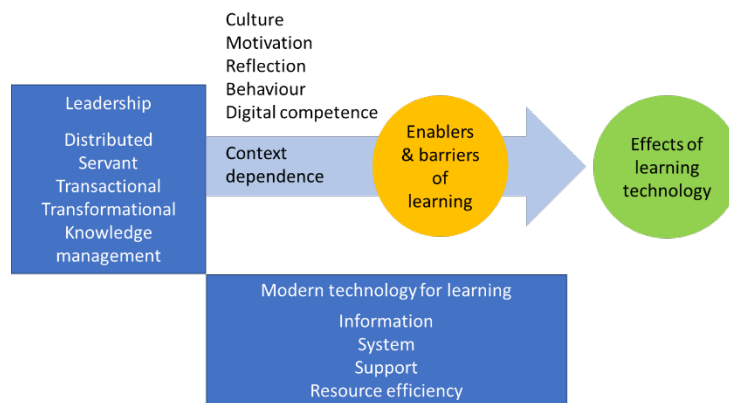 Culture
Motivation
Reflection
Behaviour
Digital competence
Leadership
Distributed
Servant
Transactional
Transformational
Knowledge
management
Context
dependence
Enablers
& barriers
of
learning
Effects of
learning
technology
Modern technology for learning
Information
System
Support
Resource efficiency